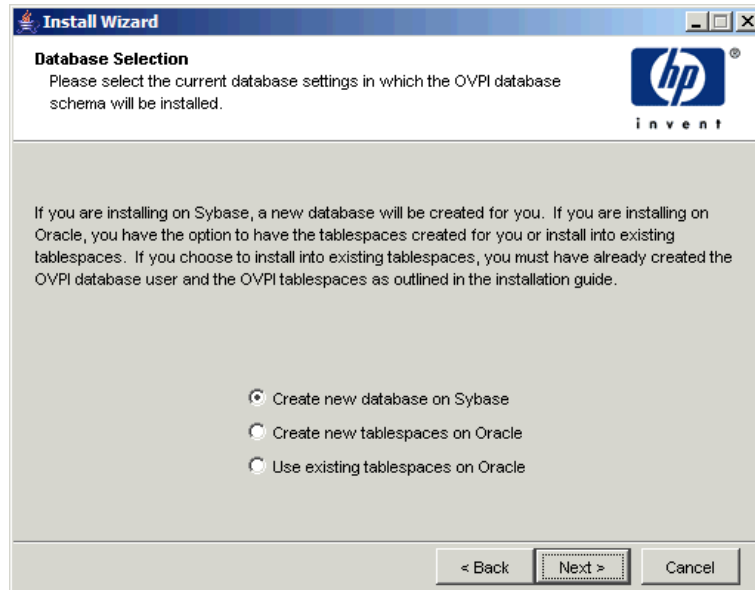 Install Wizard
Database Selection
Please select the current database settings in which the OVPI database
schema will be installed.
hp
®
invent
If you are installing on Sybase, a new database will be created for you. If you are installing on
Oracle, you have the option to have the tablespaces created for you or install into existing
tablespaces. If you choose to install into existing tablespaces, you must have already created the
OVPI database user and the OVPI tablespaces as outlined in the installation guide.
Create new database on Sybase
Create new tablespaces on Oracle
Use existing tablespaces on Oracle
< Back Next > Cancel